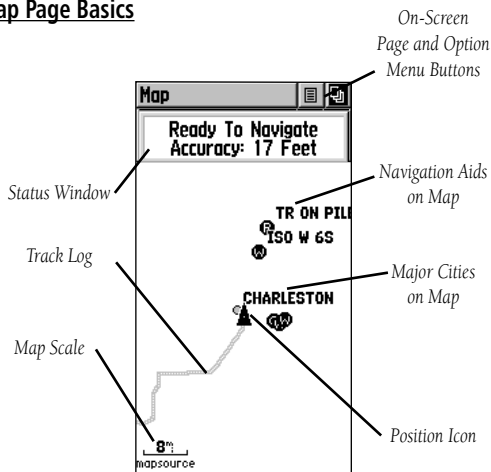 ap Page Basics
On-Screen
Page and Option
Menu Buttons
Map
Ready To Navigate
Accuracy: 17 Feet
Status Window
Navigation Aids
on Map
TR ON PILE
R
ISO W 6S
W
Track Log
Major Cities
on Map
CHARLESTON
G W
Map Scale
Position Icon
8mi
mapsource